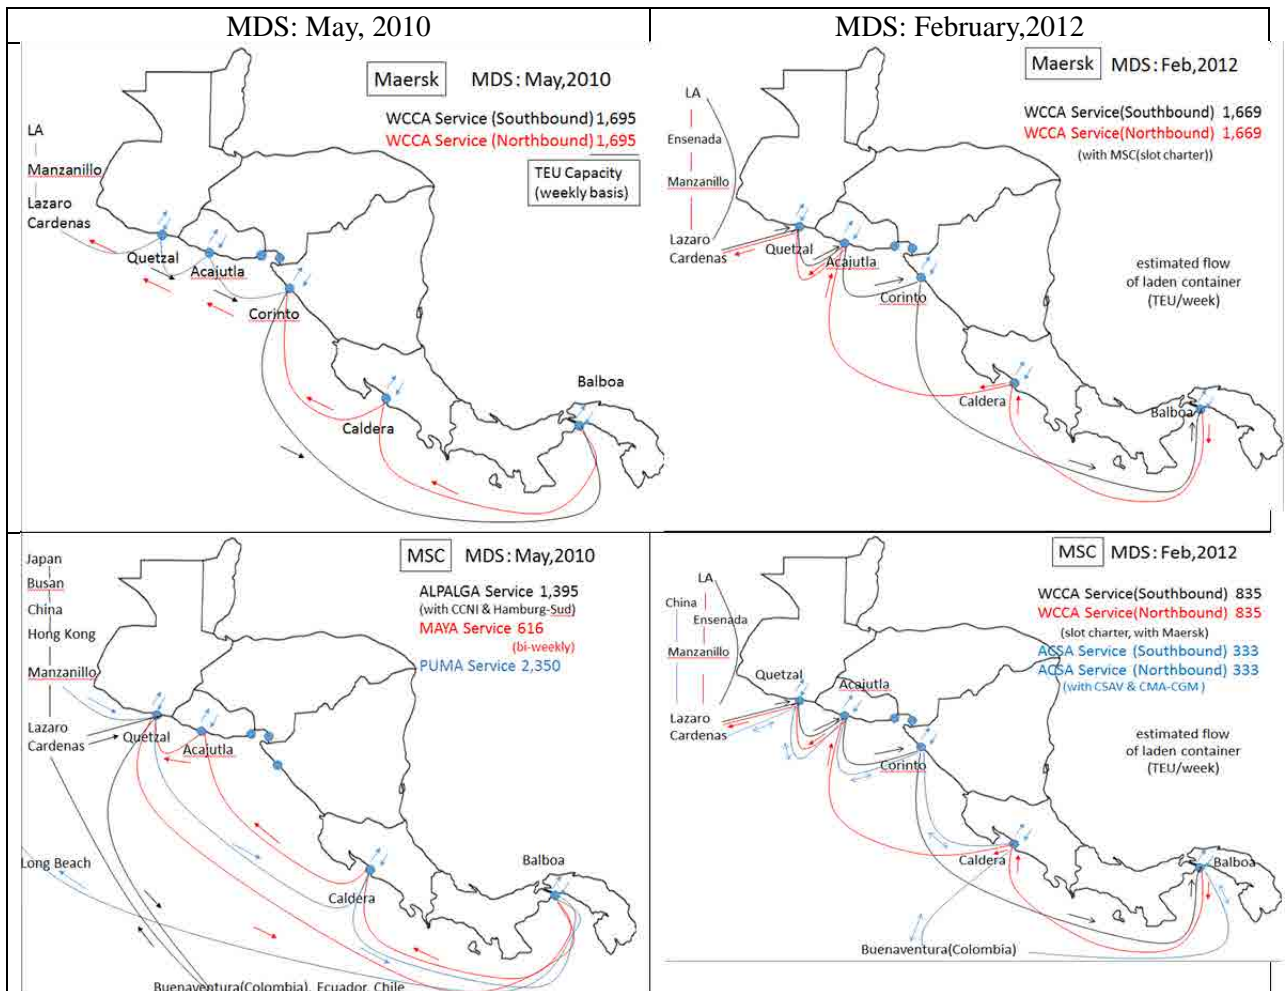 MDS: May, 2010
MDS: February,2012
Maersk
MDS:May,2010
WCCA Service (Southbound) 1,695
WCCA Service (Northbound) 1,695
TEU Capacity
(weekly basis)
LA
Manzanillo
Lazaro
Cardenas
Quetzal
Acajutla
Corinto
Caldera
Balboa
Maersk
MDS:Feb,2012
WCCA Service(Southbound) 1,669
WCCA Service(Northbound) 1,669
(with MSC(slot charter))
LA
Ensenada
Manzanillo
Lazaro
Cardenas
Quetzal
Acajutla
Corinto
estimated flow
of laden container
(TEU/week)
Caldera
Balboa
MSC
MDS:May,2010
ALPALGA Service 1,395
(with CCNI & Hamburg-Sud)
MAYA Service 616
(bi-weekly)
PUMA Service 2,350
Japan
Busan
China
Hong Kong
Manzanillo
Lazaro
Cardenas
Quetzal
Acajutla
Long Beach
Caldera
Balboa
Buenaventura(Colombia), Ecuador, Chile
MSC
MDS:Feb,2012
WCCA Service(Southbound) 835
WCCA Service(Northbound) 835
(slot charter, with Maersk)
ACSA Service (Southbound) 333
ACSA Service (Northbound) 333
(with CSAV & CMA-CGM )
LA
China
Ensenada
Manzanillo
Lazaro
Cardenas
Quetzal
Acajutla
Corinto
estimated flow
of laden container
(TEU/week)
Caldera
Balboa
Buenaventura(Colombia)